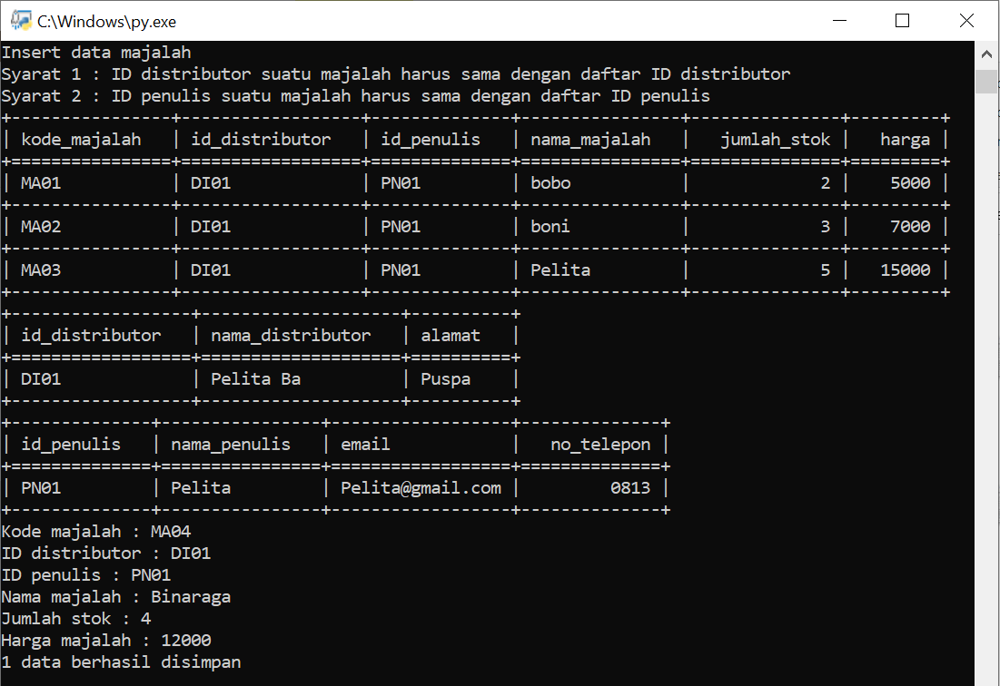 C:\Windows\py.exe
Insert data majalah
Syarat 1 : ID distributor suatu majalah harus sama dengan daftar ID distributor
Syarat 2 : ID penulis suatu majalah harus sama dengan daftar ID penulis
+----------------+------------------+--------------+----------------+---------------+---------+
| kode_majalah   | id_distributor   | id_penulis   | nama_majalah   |   jumlah_stok |   harga |
+================+==================+==============+================+===============+=========+
| MA01           | DI01             | PN01         | bobo           |             2 |    5000 |
+----------------+------------------+--------------+----------------+---------------+---------+
| MA02           | DI01             | PN01         | boni           |             3 |    7000 |
+----------------+------------------+--------------+----------------+---------------+---------+
| MA03           | DI01             | PN01         | Pelita         |             5 |   15000 |
+----------------+------------------+--------------+----------------+---------------+---------+
+------------------+--------------------+----------+
| id_distributor   | nama_distributor   | alamat   |
+==================+====================+==========+
| DI01             | Pelita Ba          | Puspa    |
+------------------+--------------------+----------+
+--------------+----------------+------------------+--------------+
| id_penulis   | nama_penulis   | email            |   no_telepon |
+==============+================+==================+==============+
| PN01         | Pelita         | Pelita@gmail.com |         0813 |
+--------------+----------------+------------------+--------------+
Kode majalah : MA04
ID distributor : DI01
ID penulis : PN01
Nama majalah : Binaraga
Jumlah stok : 4
Harga majalah : 12000
1 data berhasil disimpan